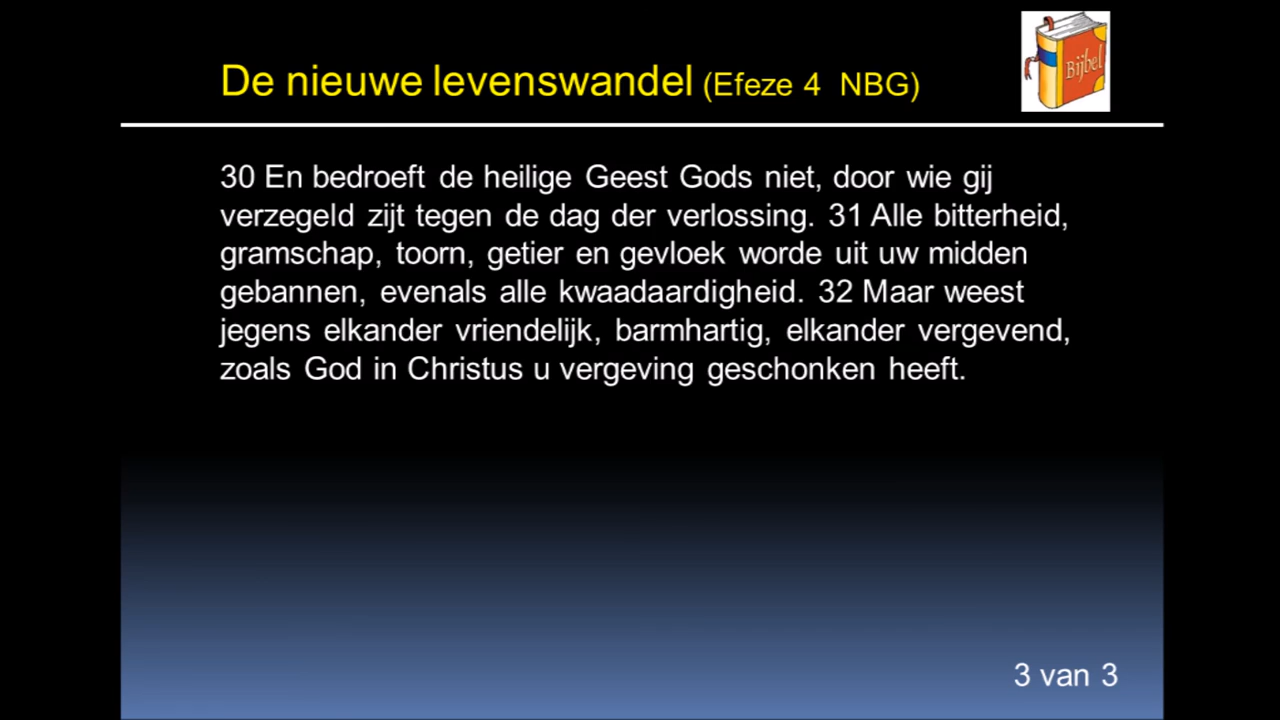 De nieuwe levenswandel (Efeze 4 NBG)
Bijbel
30 En bedroeft de heilige Geest Gods niet, door wie gij
verzegeld zijt tegen de dag der verlossing. 31 Alle bitterheid,
gramschap, toorn, getier en gevloek worde uit uw midden
gebannen, evenals alle kwaadaardigheid. 32 Maar weest
jegens elkander vriendelijk, barmhartig, elkander vergevend,
zoals God in Christus u vergeving geschonken heeft.
3 van 3